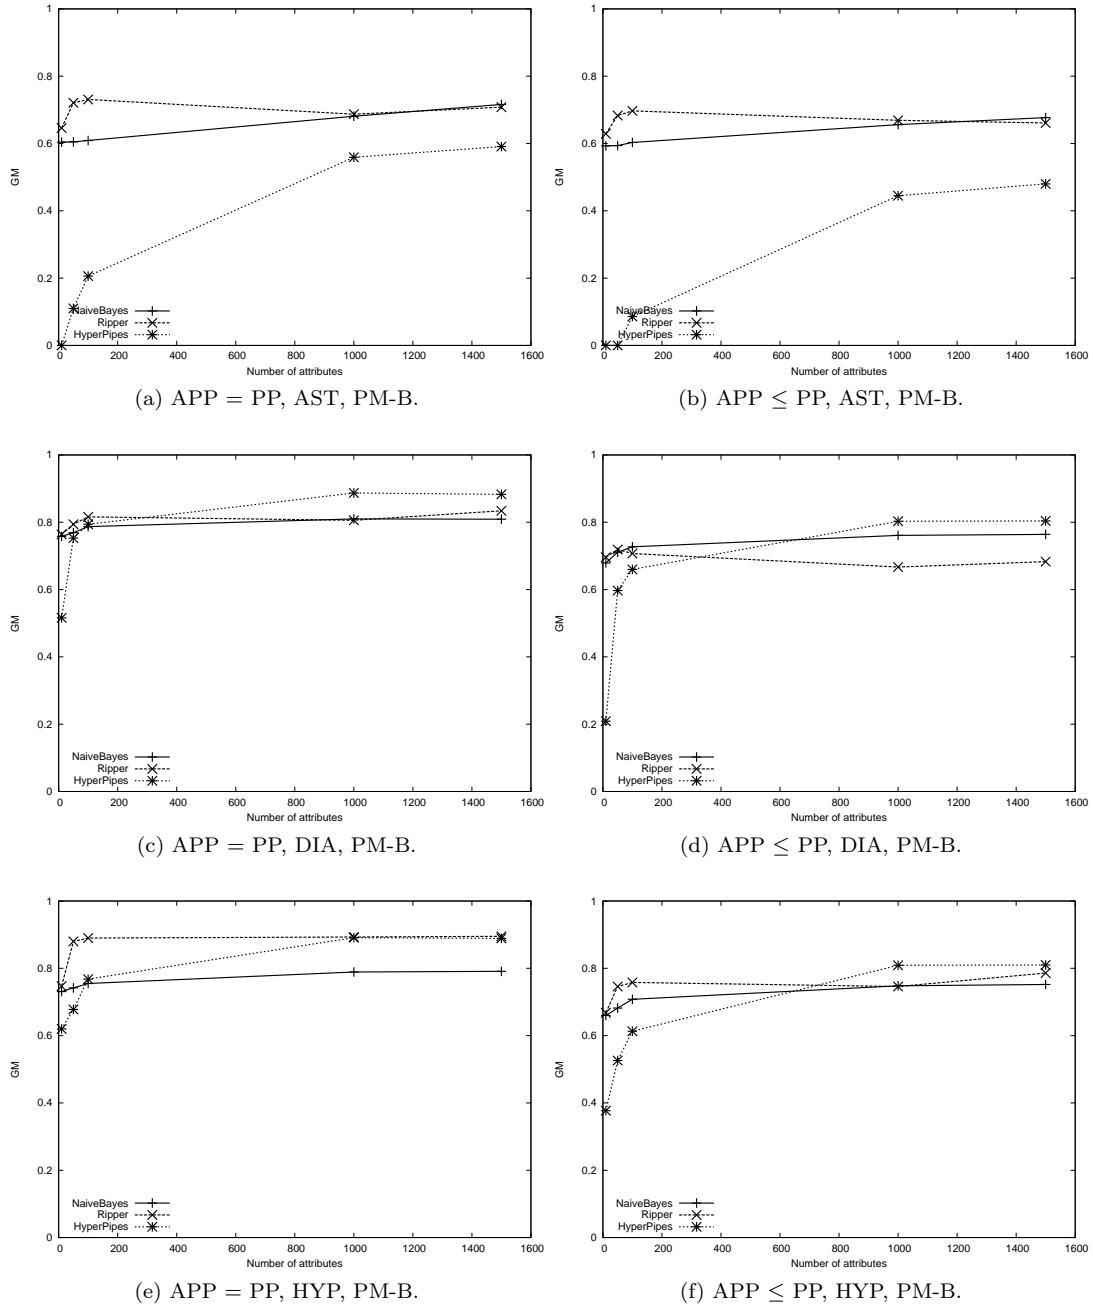 1
0.8
0.6
GM
0.4
0.2
NaiveBayes
Ripper
HyperPipes
0
0 200 400 600 800 1000 1200 1400 1600
Number of attributes
(a) APP = PP, AST, PM-B.
1
0.8
0.6
GM
0.4
0.2
NaiveBayes
Ripper
HyperPipes
0
0 200 400 600 800 1000 1200 1400 1600
Number of attributes
(b) APP ≤ PP, AST, PM-B.
1
0.8
0.6
GM
0.4
0.2
NaiveBayes
Ripper
HyperPipes
0
0 200 400 600 800 1000 1200 1400 1600
Number of attributes
(c) APP = PP, DIA, PM-B.
1
0.8
0.6
GM
0.4
0.2
NaiveBayes
Ripper
HyperPipes
0
0 200 400 600 800 1000 1200 1400 1600
Number of attributes
(d) APP ≤ PP, DIA, PM-B.
1
0.8
0.6
GM
0.4
0.2
NaiveBayes
Ripper
HyperPipes
0
0 200 400 600 800 1000 1200 1400 1600
Number of attributes
(e) APP = PP, HYP, PM-B.
1
0.8
0.6
GM
0.4
0.2
NaiveBayes
Ripper
HyperPipes
0
0 200 400 600 800 1000 1200 1400 1600
Number of attributes
(f) APP ≤ PP, HYP, PM-B.